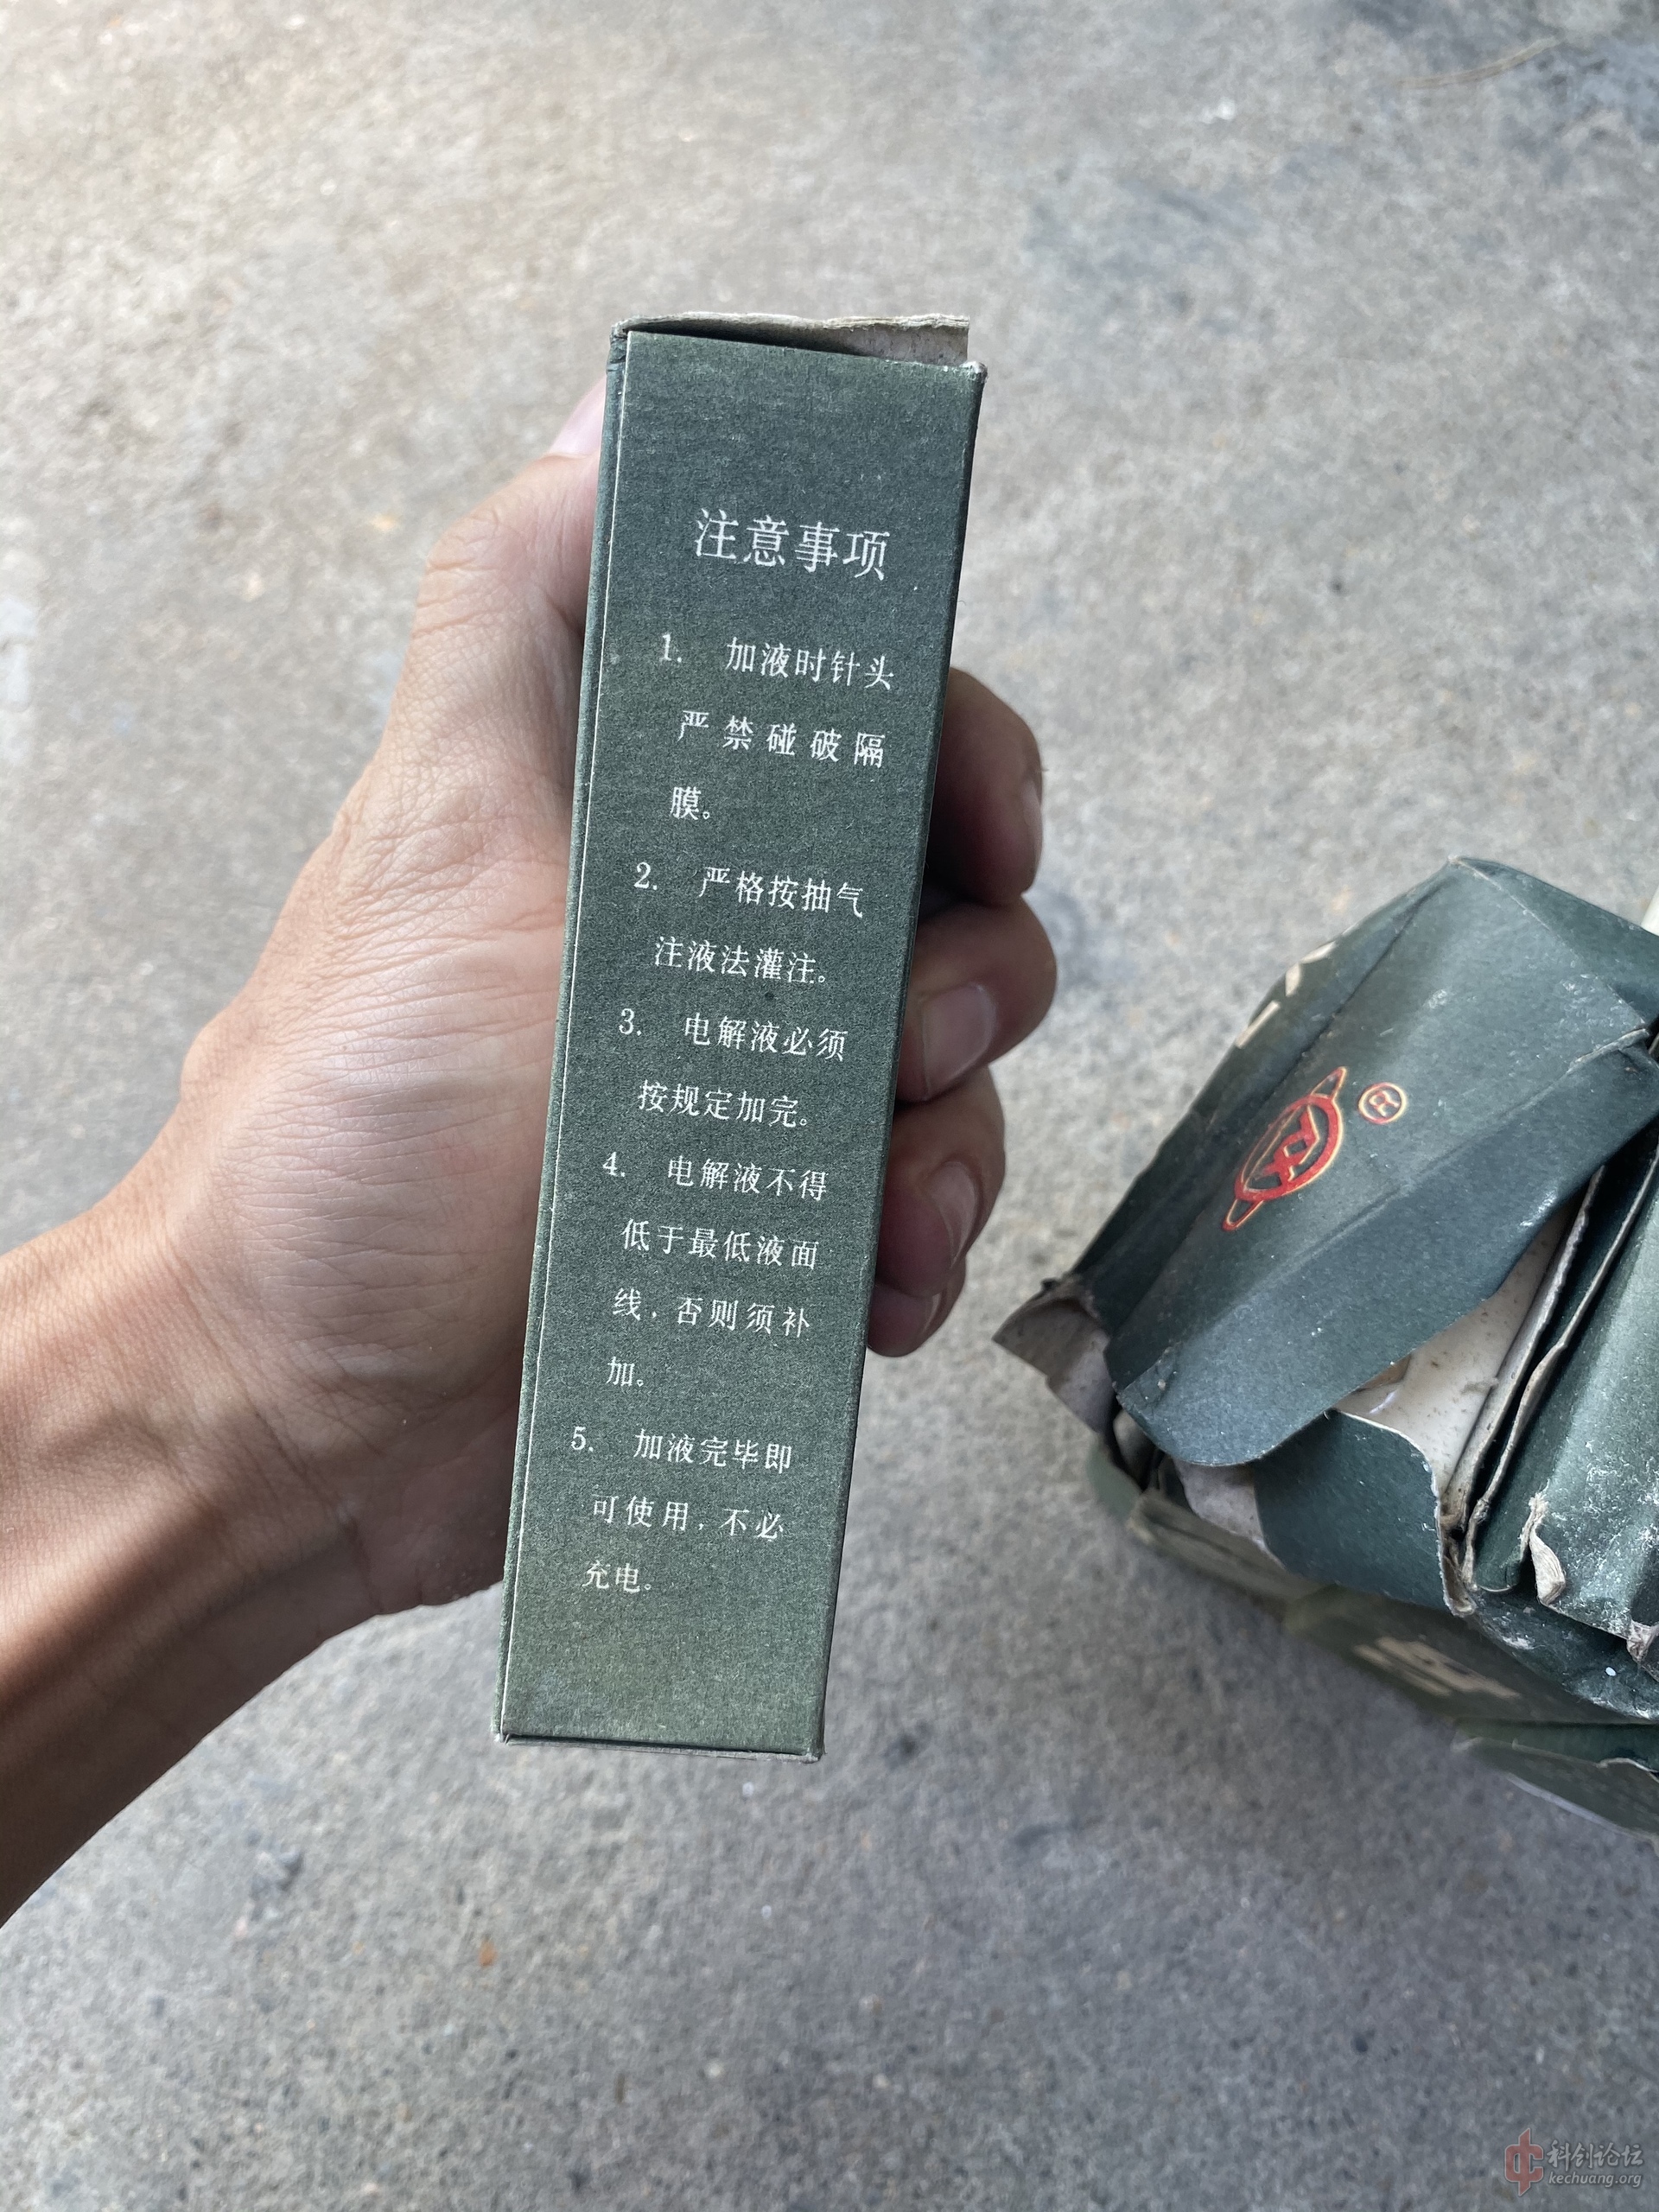 注意事项
1. 加液时针头
严禁碰破隔
膜。
2. 严格按抽气
注液法灌注。
3. 电解液必须
按规定加完。
4. 电解液不得
低于最低液面
线，否则须补
加。
5. 加液完毕即
可使用，不必
充电。
®
科创论坛
kechuang.org